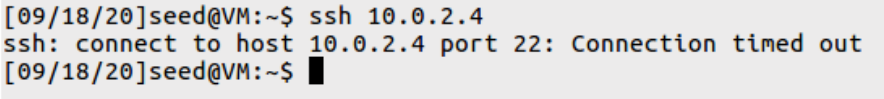 [09/18/20]seed@VM:~$ ssh 10.0.2.4
ssh: connect to host 10.0.2.4 port 22: Connection timed out
[09/18/20]seed@VM:~$